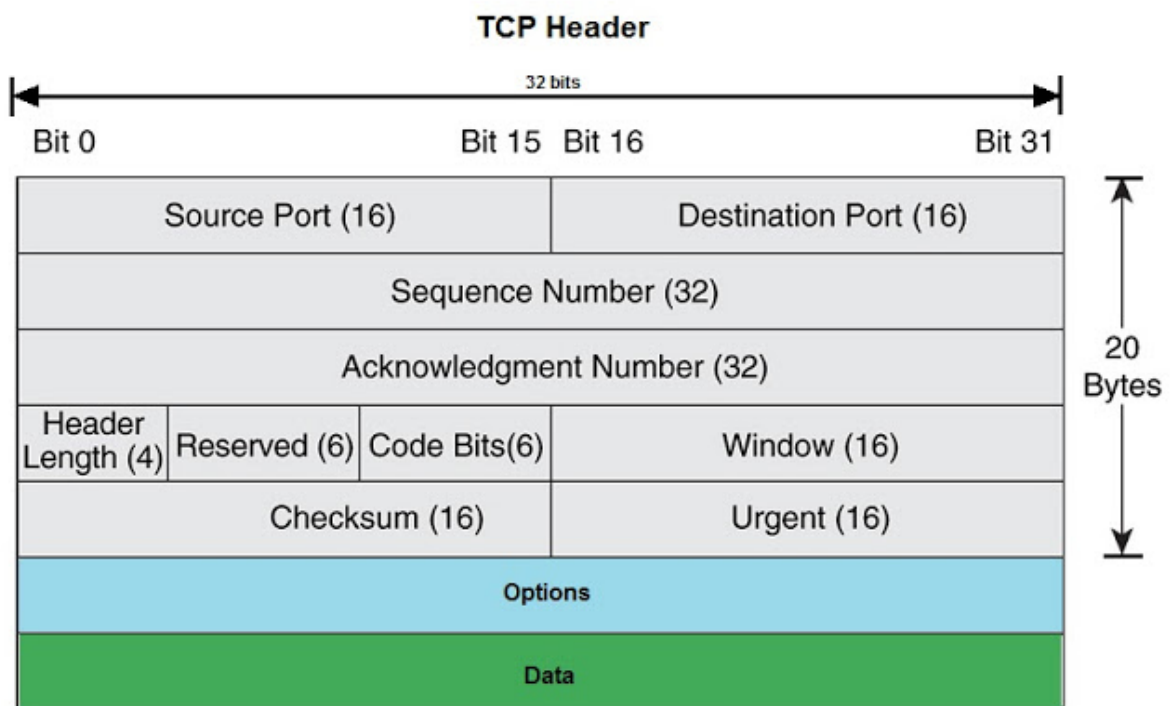 TCP Header
32 bits
Bit 0 Bit 15 Bit 16 Bit 31
Source Port (16) Destination Port (16)
Sequence Number (32)
Acknowledgment Number (32)
20
Bytes
Header
Length (4) Reserved (6) Code Bits(6) Window (16)
Checksum (16) Urgent (16)
Options
Data